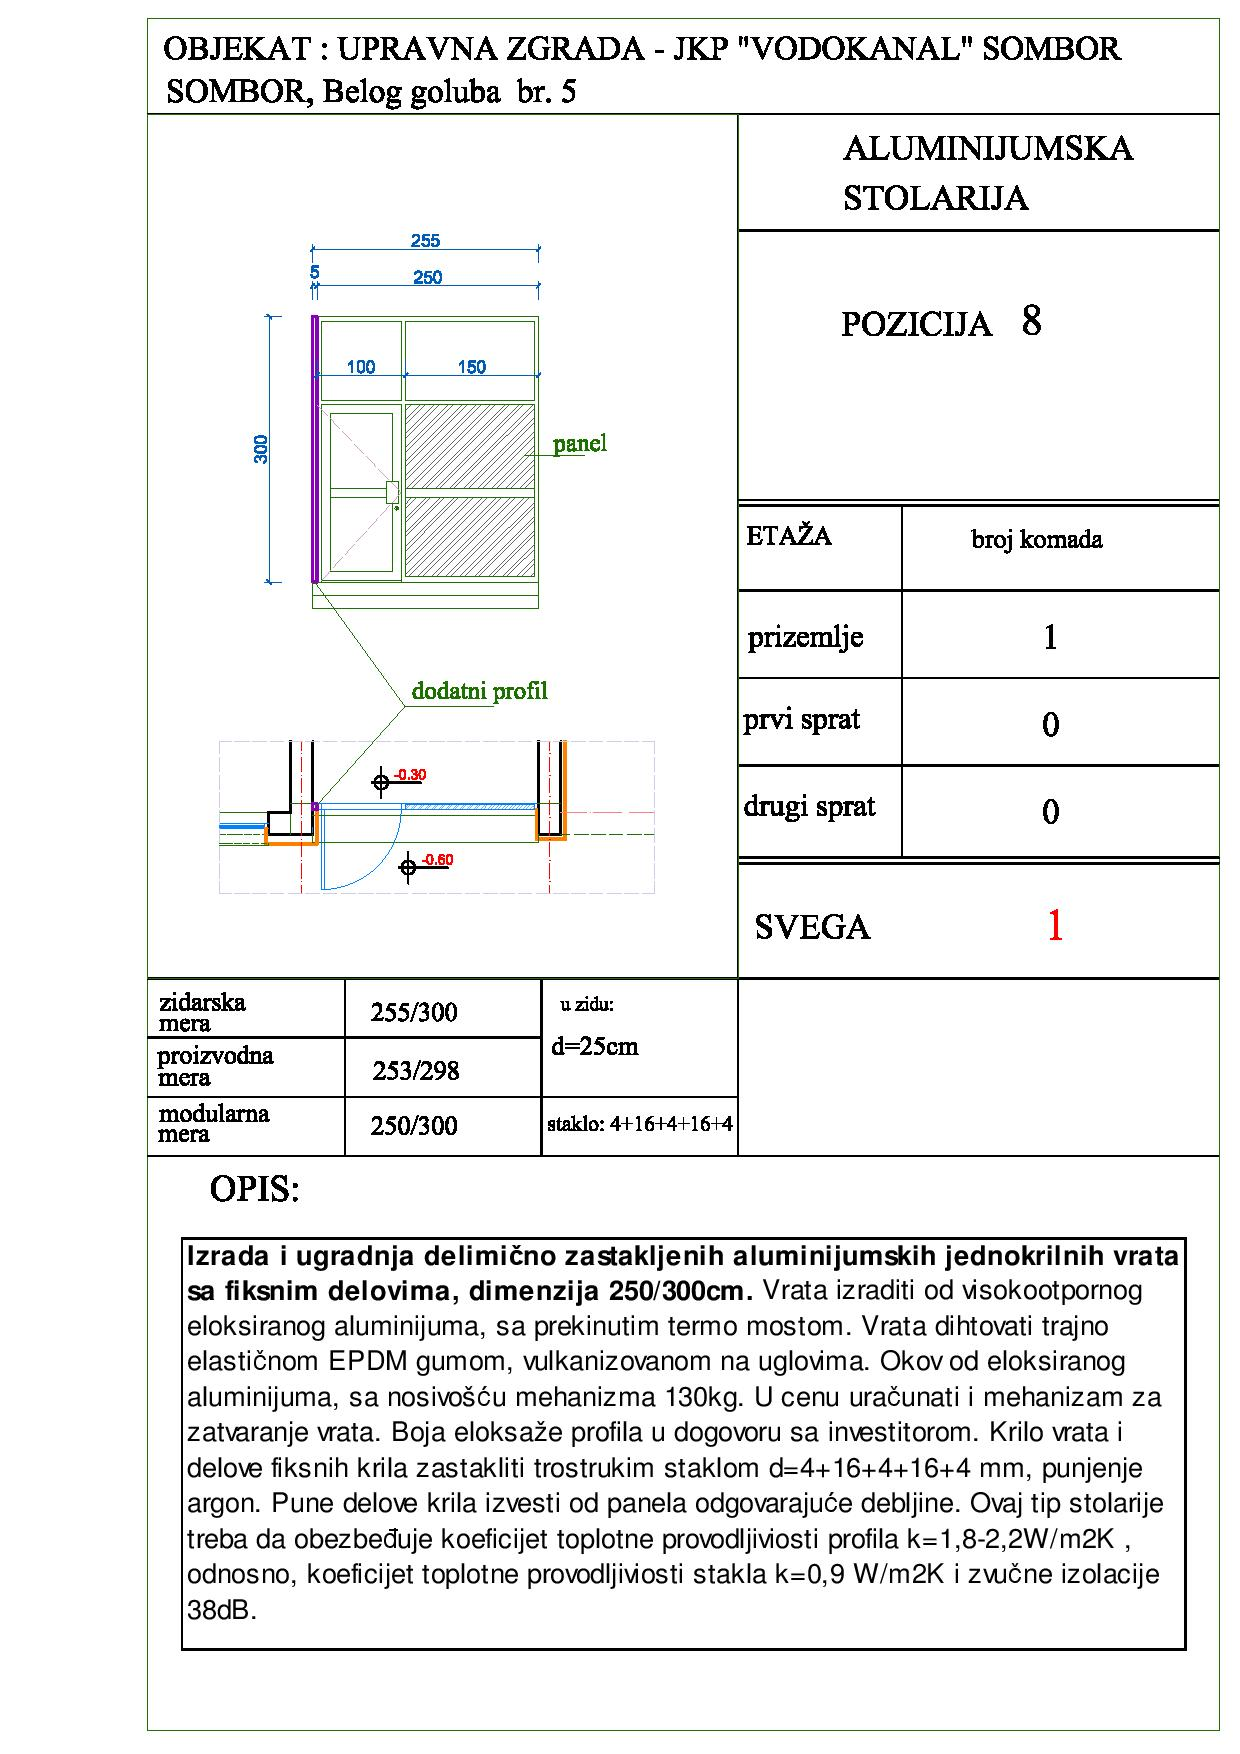 OBJEKAT : UPRAVNA ZGRADA - JKP "VODOKANAL" SOMBOR
SOMBOR, Belog goluba br. 5
ALUMINIJUMSKA
STOLARIJA
POZICIJA 8
255
5
250
100
150
300
panel
dodatni profil
-0.30
-0.60
ETAŽA
broj komada
prizemlje
1
prvi sprat
0
drugi sprat
0
SVEGA
1
zidarska
mera
255/300
proizvodna
mera
253/298
modularna
mera
250/300
u zidu:
d=25cm
staklo: 4+16+4+16+4
OPIS:
Izrada i ugradnja delimično zastakljenih aluminijumskih jednokrilnih vrata
sa fiksnim delovima, dimenzija 250/300cm. Vrata izraditi od visokootpornog
eloksiranog aluminijuma, sa prekinutim termo mostom. Vrata dihtovati trajno
elastičnom EPDM gumom, vulkanizovanom na uglovima. Okov od eloksiranog
aluminijuma, sa nosivošću mehanizma 130kg. U cenu uračunati i mehanizam za
zatvaranje vrata. Boja eloksaže profila u dogovoru sa investitorom. Krilo vrata i
delove fiksnih krila zastakliti trostrukim staklom d=4+16+4+16+4 mm, punjenje
argon. Pune delove krila izvesti od panela odgovarajuće debljine. Ovaj tip stolarije
treba da obezbeđuje koeficijet toplotne provodljiviosti profila k=1,8-2,2W/m2K ,
odnosno, koeficijet toplotne provodljiviosti stakla k=0,9 W/m2K i zvučne izolacije
38dB.